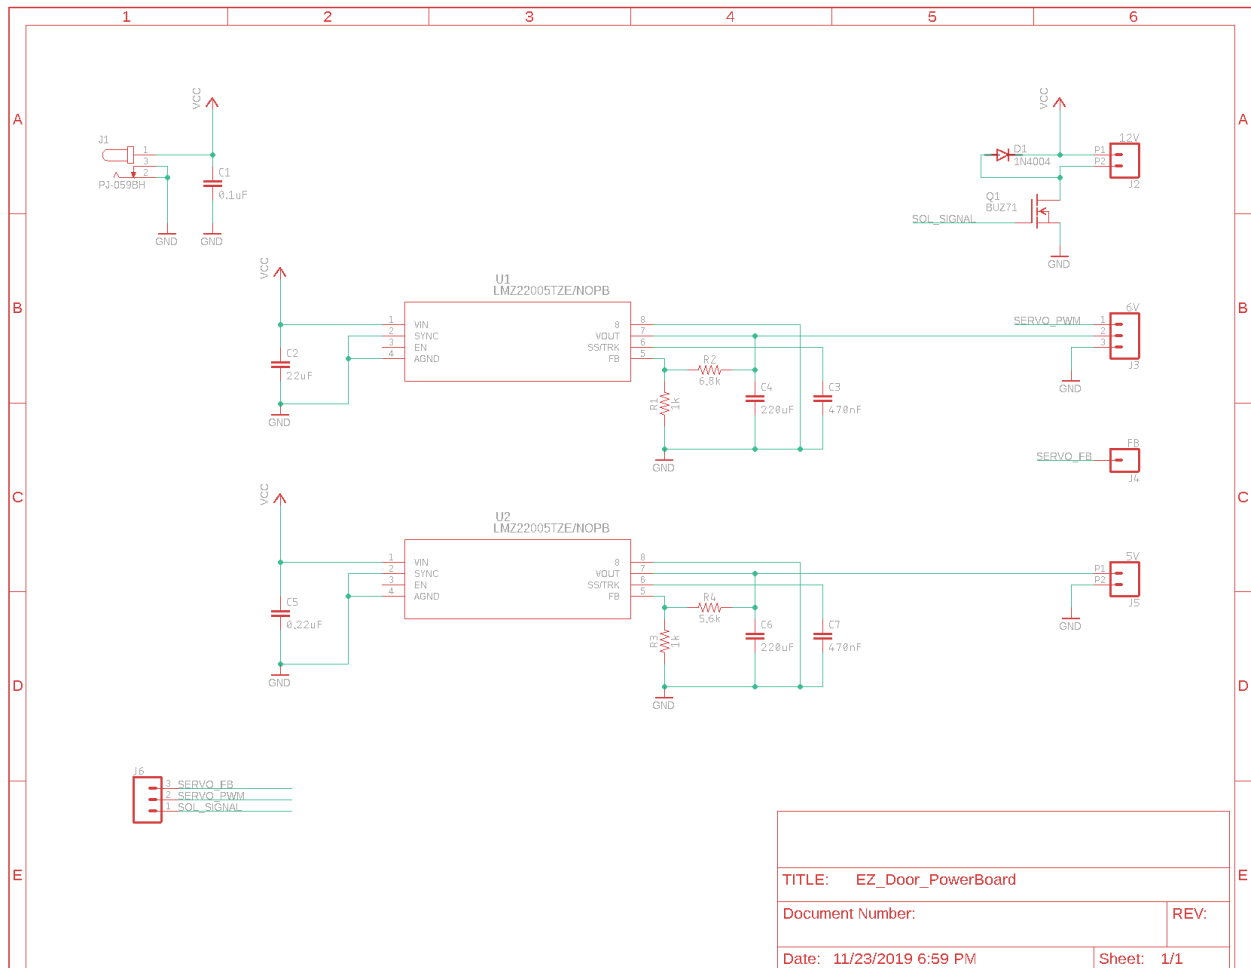 1 2 3 4 5 6
A A
VCC
J1
1
3
2
PJ-059BH
C1
0.1uF
GND GND
VCC
12V
D1
1N4004
P1
P2
J2
Q1
BUZ71
SOL_SIGNAL
GND
B B
VCC
U1
LMZ22005TZE/NOPB
1 VIN
2 SYNC
3 EN
4 AGND
8 8
VOUT 7
SS/TRK 6
FB 5
C2
22uF
GND
R2
6.8k
R1
1k
C4
220uF
C3
470nF
GND
6V
SERVO_PWM
1
2
3
J3
GND
FB
SERVO_FB
J4
C C
VCC
U2
LMZ22005TZE/NOPB
1 VIN
2 SYNC
3 EN
4 AGND
8 8
VOUT 7
SS/TRK 6
FB 5
C5
0.22uF
GND
R4
5.6k
R3
1k
C6
220uF
C7
470nF
GND
5V
P1
P2
J5
GND
D D
J6
3 SERVO_FB
2 SERVO_PWM
1 SOL_SIGNAL
E E
TITLE: EZ_Door_PowerBoard
Document Number: REV:
Date: 11/23/2019 6:59 PM Sheet: 1/1